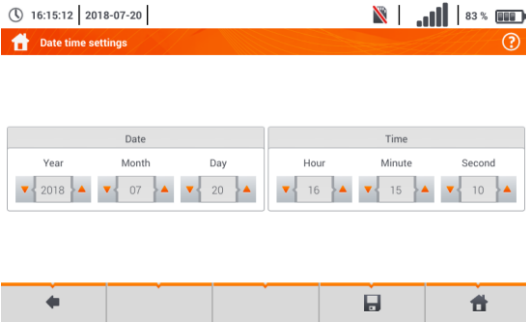 16:15:12 2018-07-20 83 %
Date time settings ?
Date Time
Year Month Day Hour Minute Second
2018 07 20 16 15 10